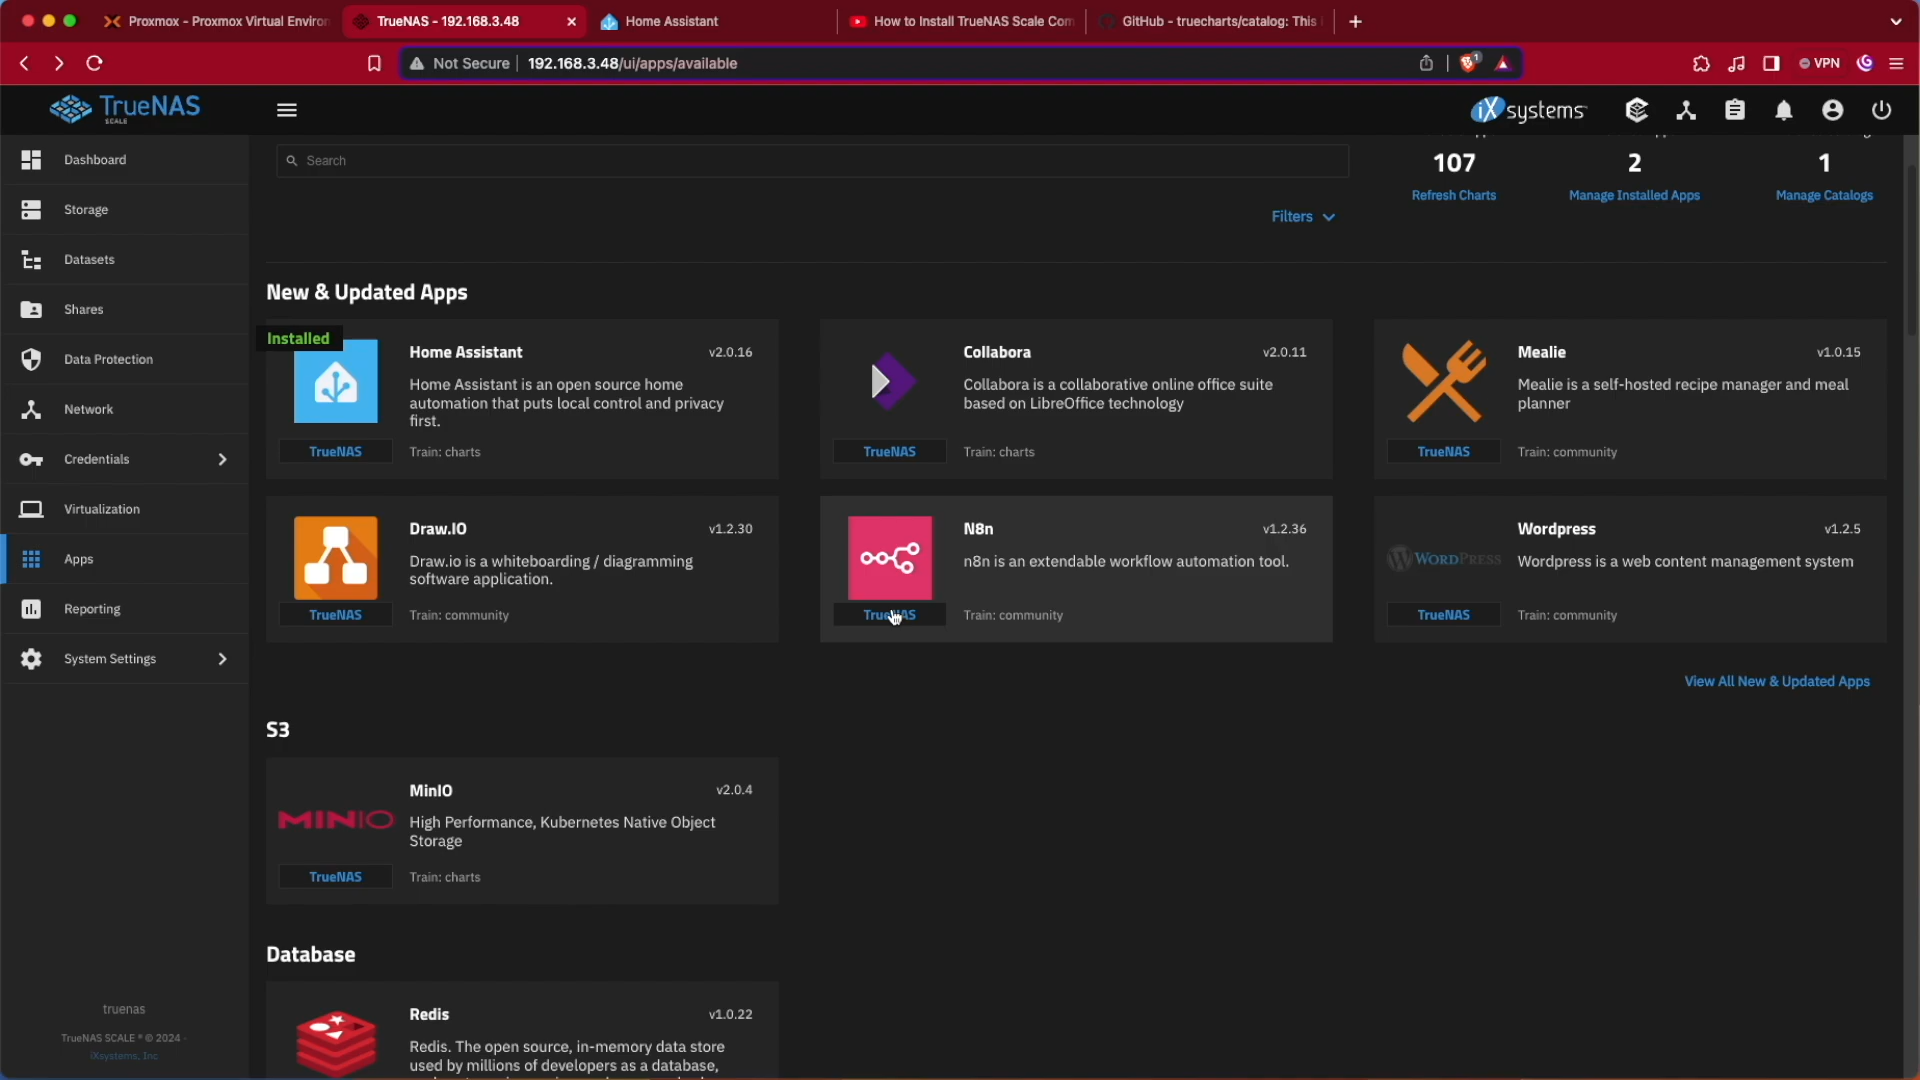 Proxmox - Proxmox Virtual Environ
TrueNAS - 192.168.3.48
Home Assistant
How to Install TrueNAS Scale Com
GitHub - truecharts/catalog: This
Not Secure
192.168.3.48/ui/apps/available
1
VPN
TrueNAS
SCALE
iXsystems
Dashboard
Storage
Datasets
Shares
Data Protection
Network
Credentials
Virtualization
Apps
Reporting
System Settings
truenas
TrueNAS SCALE ® © 2024 -
iXsystems, Inc
Search
Filters
107
Refresh Charts
2
Manage Installed Apps
1
Manage Catalogs
New & Updated Apps
Installed
Home Assistant
v2.0.16
Home Assistant is an open source home
automation that puts local control and privacy
first.
TrueNAS
Train: charts
Collabora
v2.0.11
Collabora is a collaborative online office suite
based on LibreOffice technology
TrueNAS
Train: charts
Mealie
v1.0.15
Mealie is a self-hosted recipe manager and meal
planner
TrueNAS
Train: community
Draw.IO
v1.2.30
Draw.io is a whiteboarding / diagramming
software application.
TrueNAS
Train: community
N8n
v1.2.36
n8n is an extendable workflow automation tool.
TrueNAS
Train: community
WORDPRESS
Wordpress
v1.2.5
Wordpress is a web content management system
TrueNAS
Train: community
View All New & Updated Apps
S3
MINIO
MinIO
v2.0.4
High Performance, Kubernetes Native Object
Storage
TrueNAS
Train: charts
Database
Redis
v1.0.22
Redis. The open source, in-memory data store
used by millions of developers as a database,